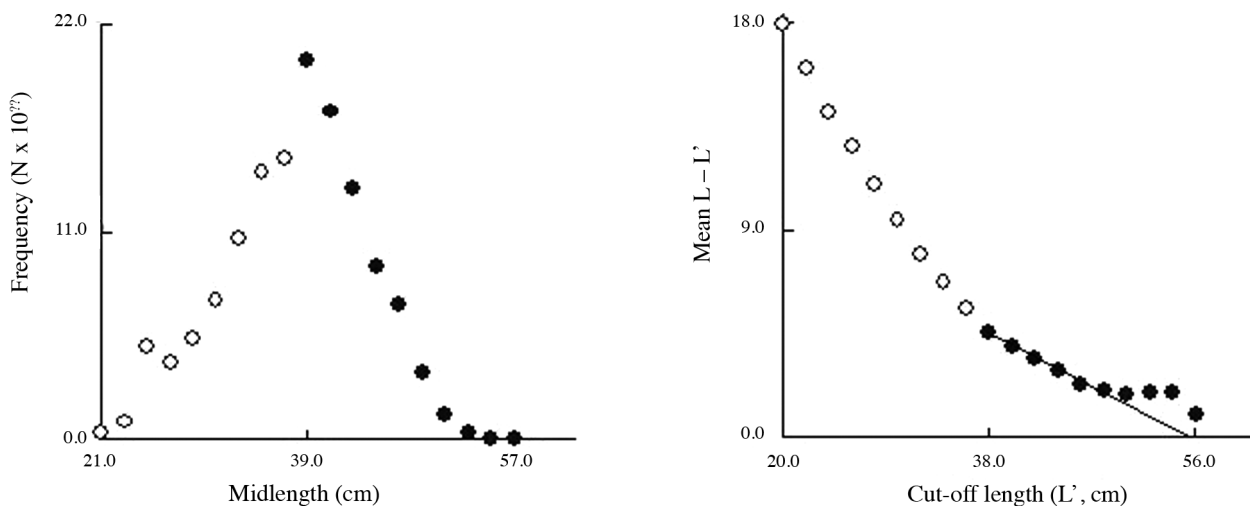 22.0
11.0
0.0
Frequency (N x 10??)
21.0 39.0 57.0
Midlength (cm)
18.0
9.0
0.0
Mean L – L’
20.0 38.0 56.0
Cut-off length (L’, cm)